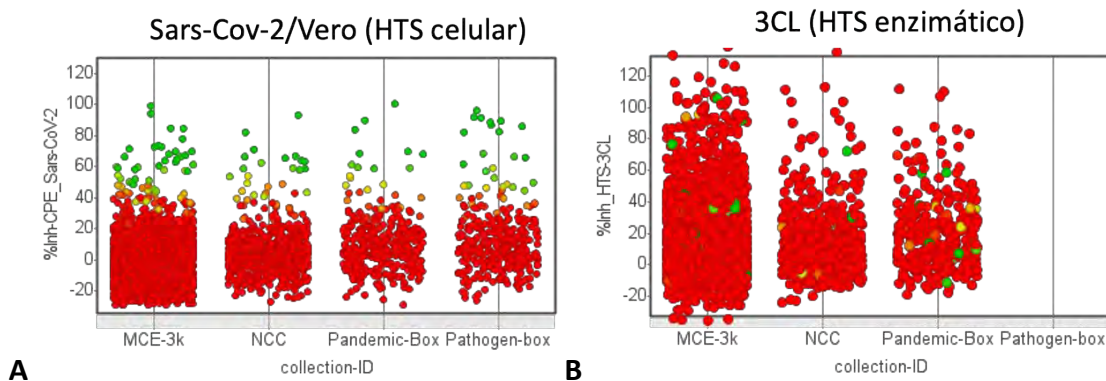 Sars-Cov-2/Vero (HTS celular)
120
100
80
60
40
20
0
-20
%Inh-CPE_Sars-CoV2
MCE-3k NCC Pandemic-Box Pathogen-box
collection-ID
A
3CL (HTS enzimático)
120
100
80
60
40
20
0
-20
%Inh_HTS-3CL
MCE-3k NCC Pandemic-Box Pathogen-box
collection-ID
B